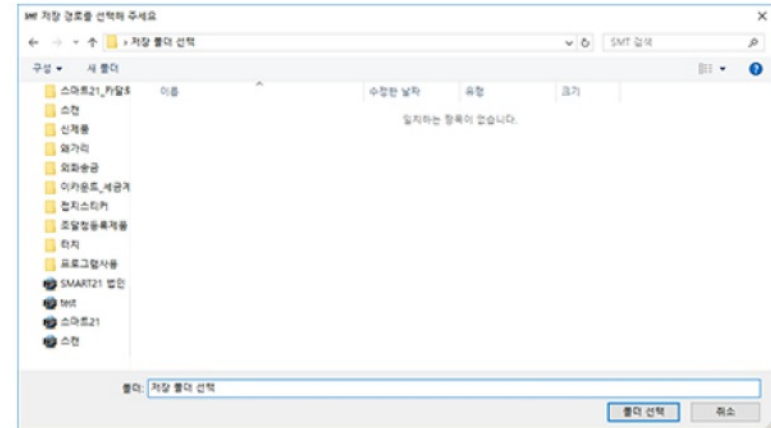 SMT 저장 경로를 선택해 주세요
저장 폴더 선택
SMT 검색
구성
새 폴더
이름
수정한 날짜
유형
크기
일치하는 항목이 없습니다.
스마트21_카달로
스캔
신제품
왜가리
외화송금
이카운트_세금계
접지스티커
조달청등록제품
터치
프로그램사용
SMART21 법인
test
스마트21
스캔
폴더: 저장 폴더 선택
폴더 선택
취소